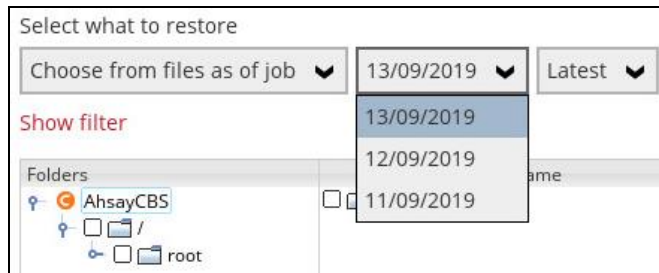 Select what to restore
Choose from files as of job 13/09/2019 Latest
Show filter
13/09/2019
12/09/2019
11/09/2019
Folders
AhsayCBS
/
root